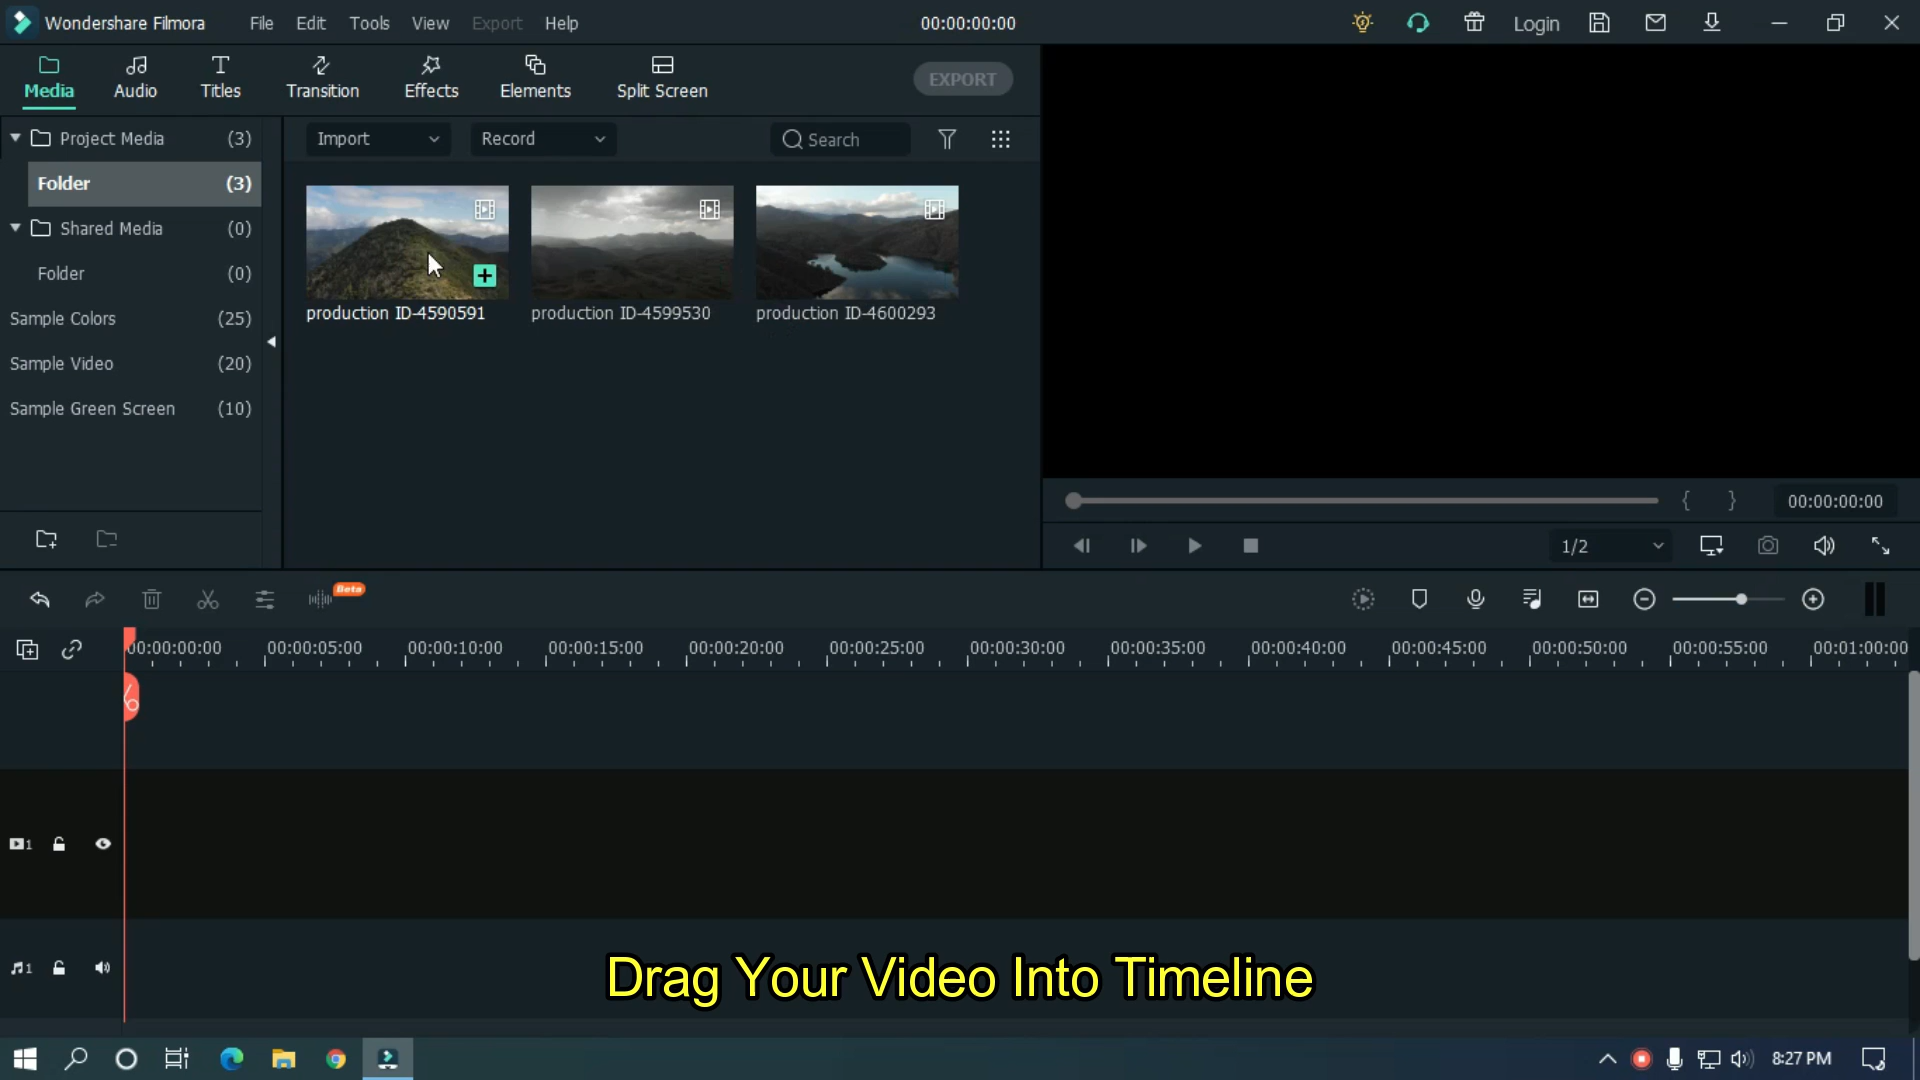 Wondershare Filmora File Edit Tools View Export Help 00:00:00:00 Login
Media Audio Titles Transition Effects Elements Split Screen EXPORT
Project Media (3)
Folder (3)
Shared Media (0)
Folder (0)
Sample Colors (25)
Sample Video (20)
Sample Green Screen (10)
Import Record Search
production ID-4590591 production ID-4599530 production ID-4600293
00:00:00:00
1/2
Beta
00:00:00:00 00:00:05:00 00:00:10:00 00:00:15:00 00:00:20:00 00:00:25:00 00:00:30:00 00:00:35:00 00:00:40:00 00:00:45:00 00:00:50:00 00:00:55:00 00:01:00:00
1
1
Drag Your Video Into Timeline
8:27 PM